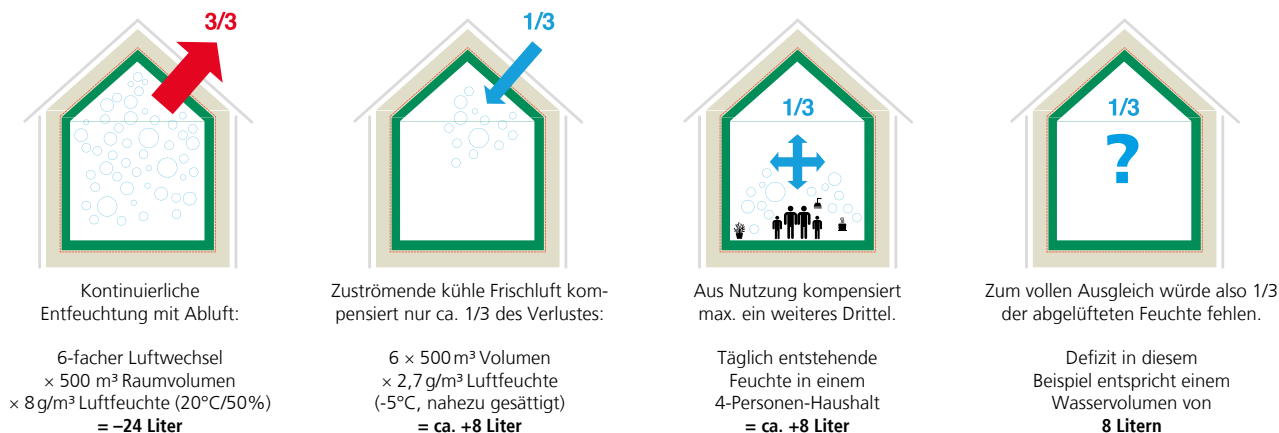 3/3
Kontinuierliche
Entfeuchtung mit Abluft:
6-facher Luftwechsel
× 500 m³ Raumvolumen
× 8 g/m³ Luftfeuchte (20°C/50%)
= –24 Liter
1/3
Zuströmende kühle Frischluft kom-
pensiert nur ca. 1/3 des Verlustes:
6 × 500 m³ Volumen
× 2,7 g/m³ Luftfeuchte
(-5°C, nahezu gesättigt)
= ca. +8 Liter
1/3
Aus Nutzung kompensiert
max. ein weiteres Drittel.
Täglich entstehende
Feuchte in einem
4-Personen-Haushalt
= ca. +8 Liter
1/3
?
Zum vollen Ausgleich würde also 1/3
der abgelüfteten Feuchte fehlen.
Defizit in diesem
Beispiel entspricht einem
Wasservolumen von
8 Litern